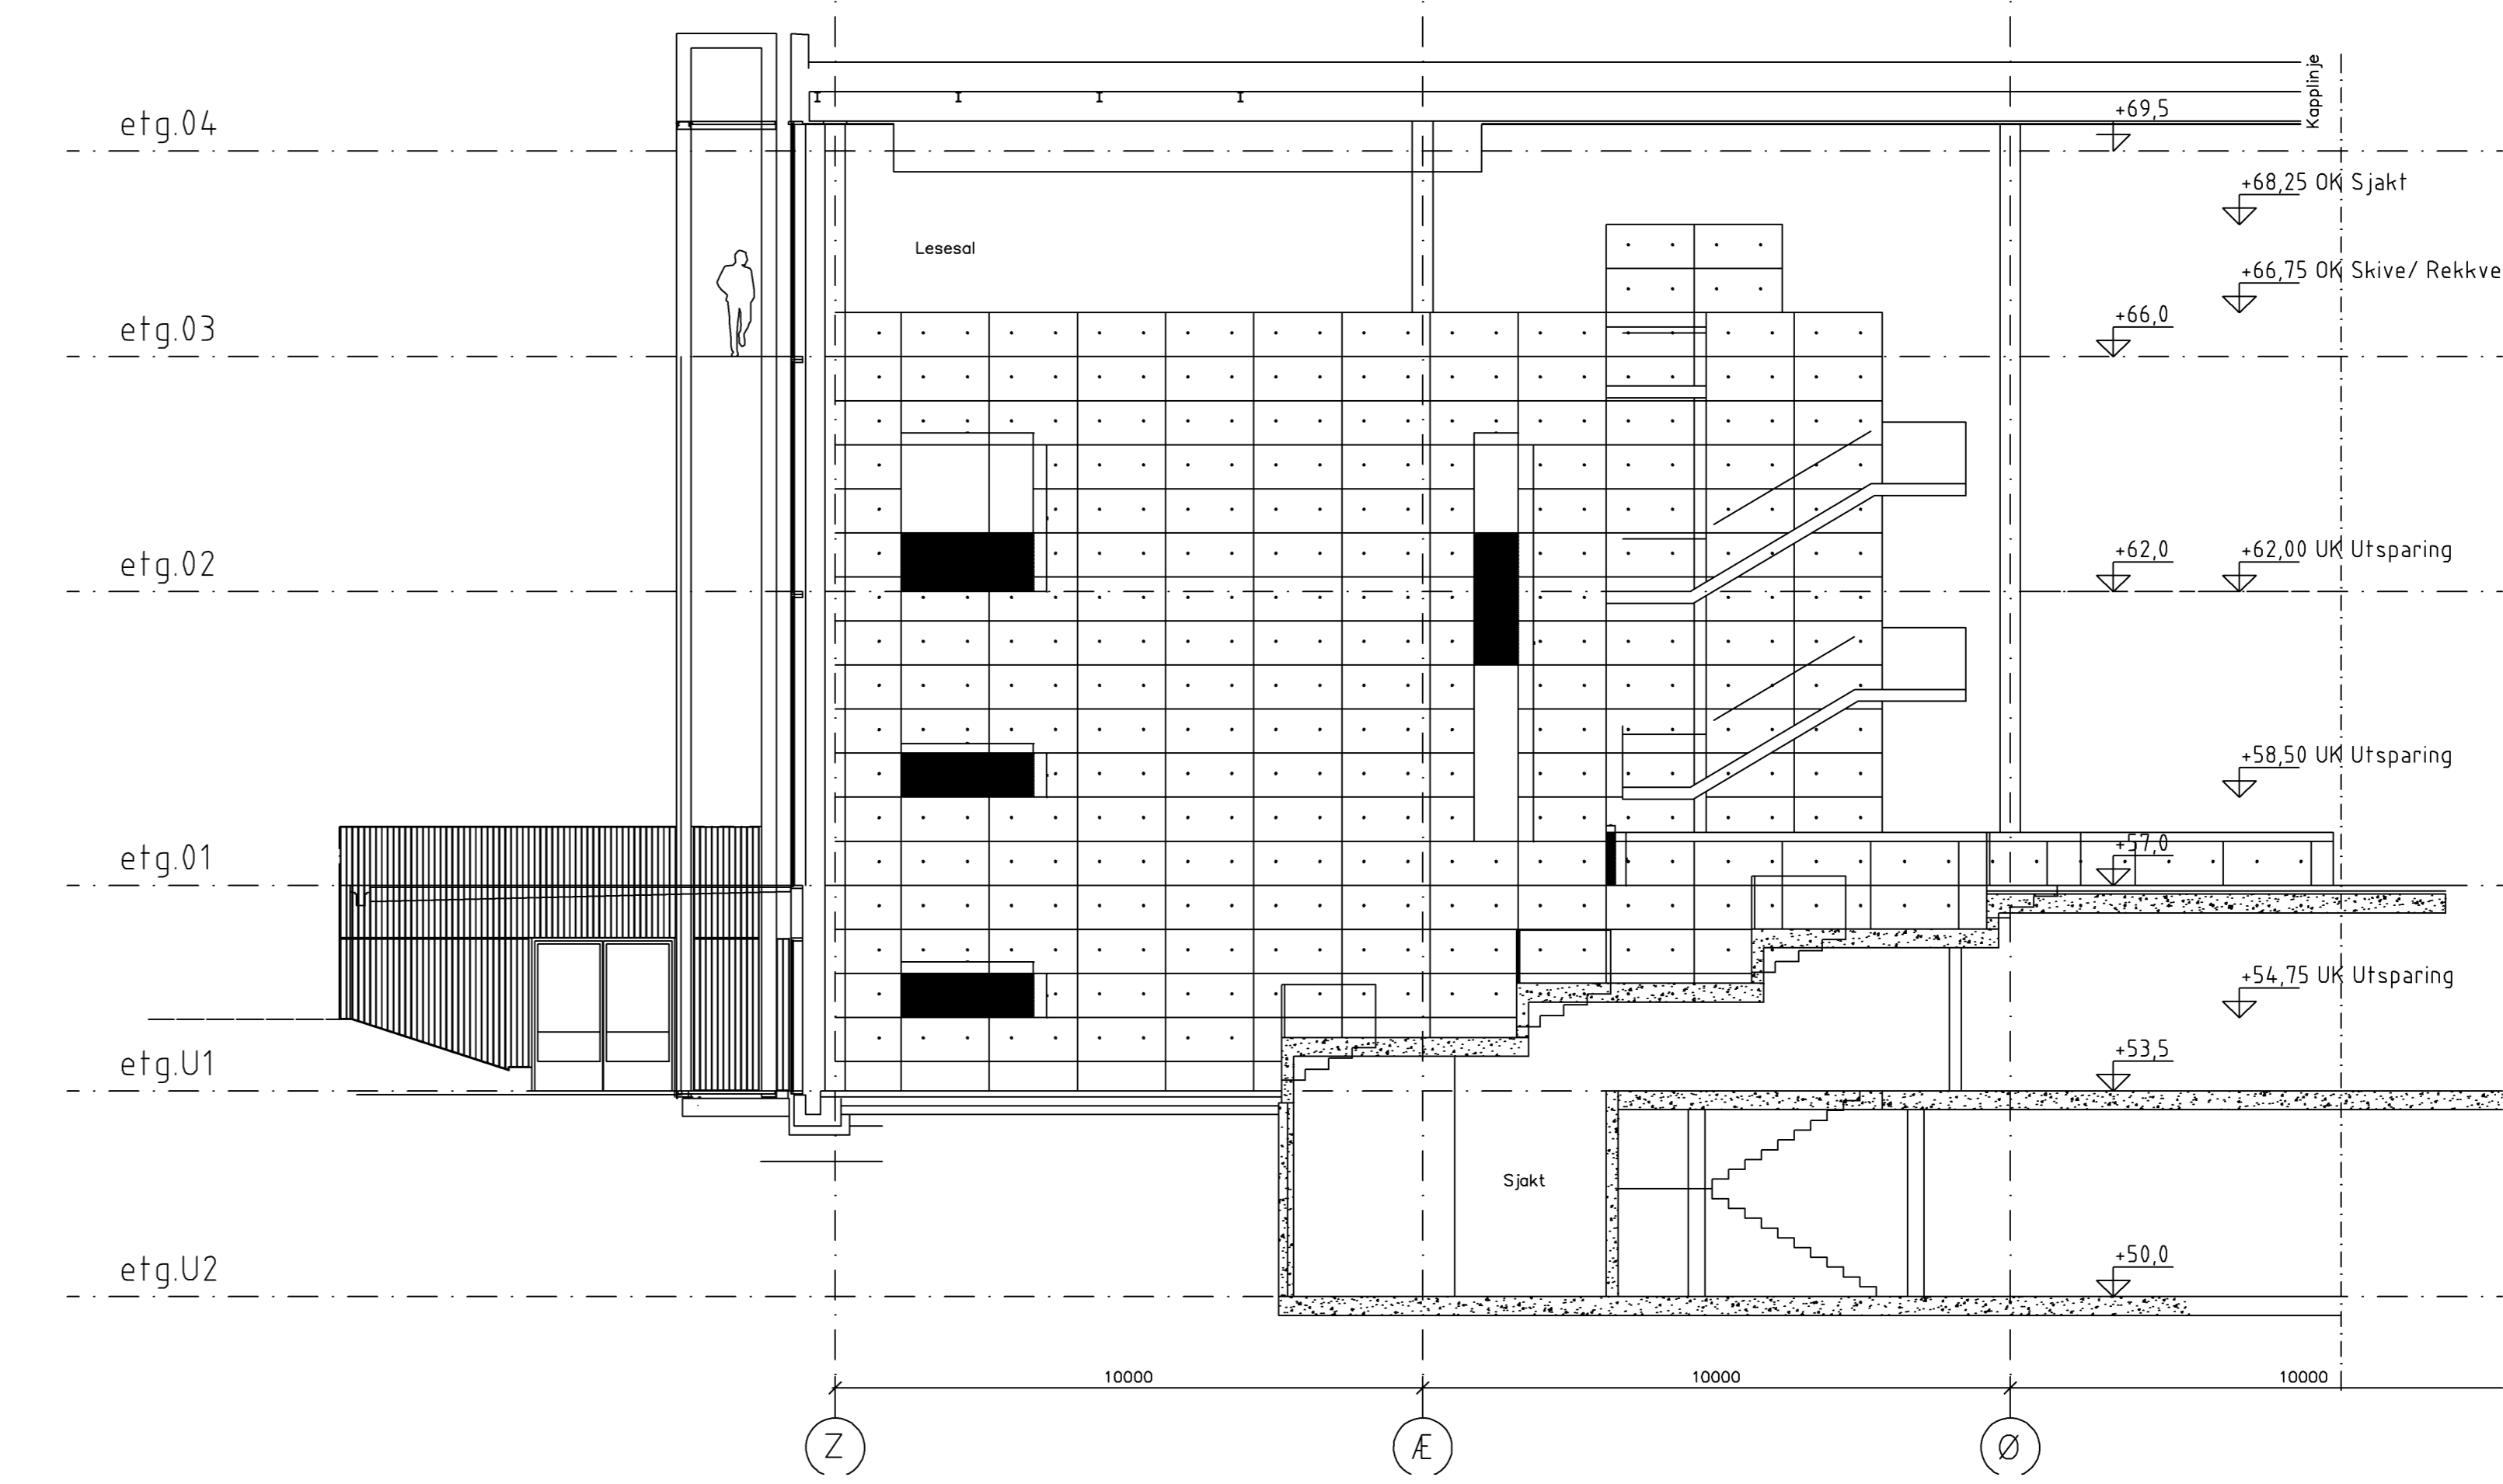 Kapplinje
etg.04
+69,5
+68,25 OK Sjakt
Lesesal
+66,75 OK Skive/ Rekkve
etg.03
+66,0
etg.02
+62,0
+62,00 UK Utsparing
+58,50 UK Utsparing
etg.01
+57,0
+54,75 UK Utsparing
etg.U1
+53,5
Sjakt
etg.U2
+50,0
10000
10000
10000
Z
Æ
Ø